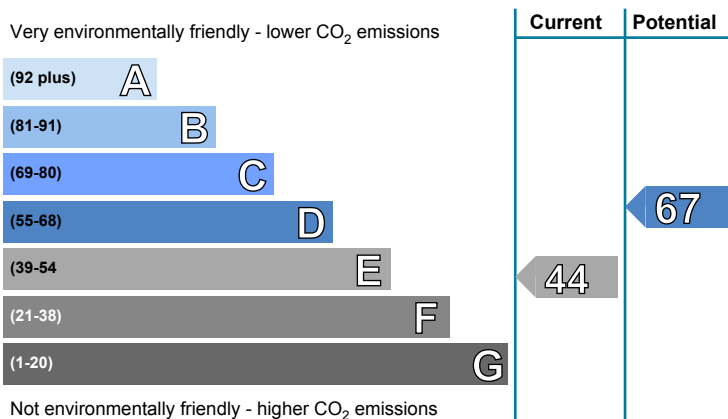 Current Potential
Very environmentally friendly - lower CO2 emissions
(92 plus) A
(81-91) B
(69-80) C
(55-68) D
67
(39-54 E
44
(21-38) F
(1-20) G
Not environmentally friendly - higher CO2 emissions